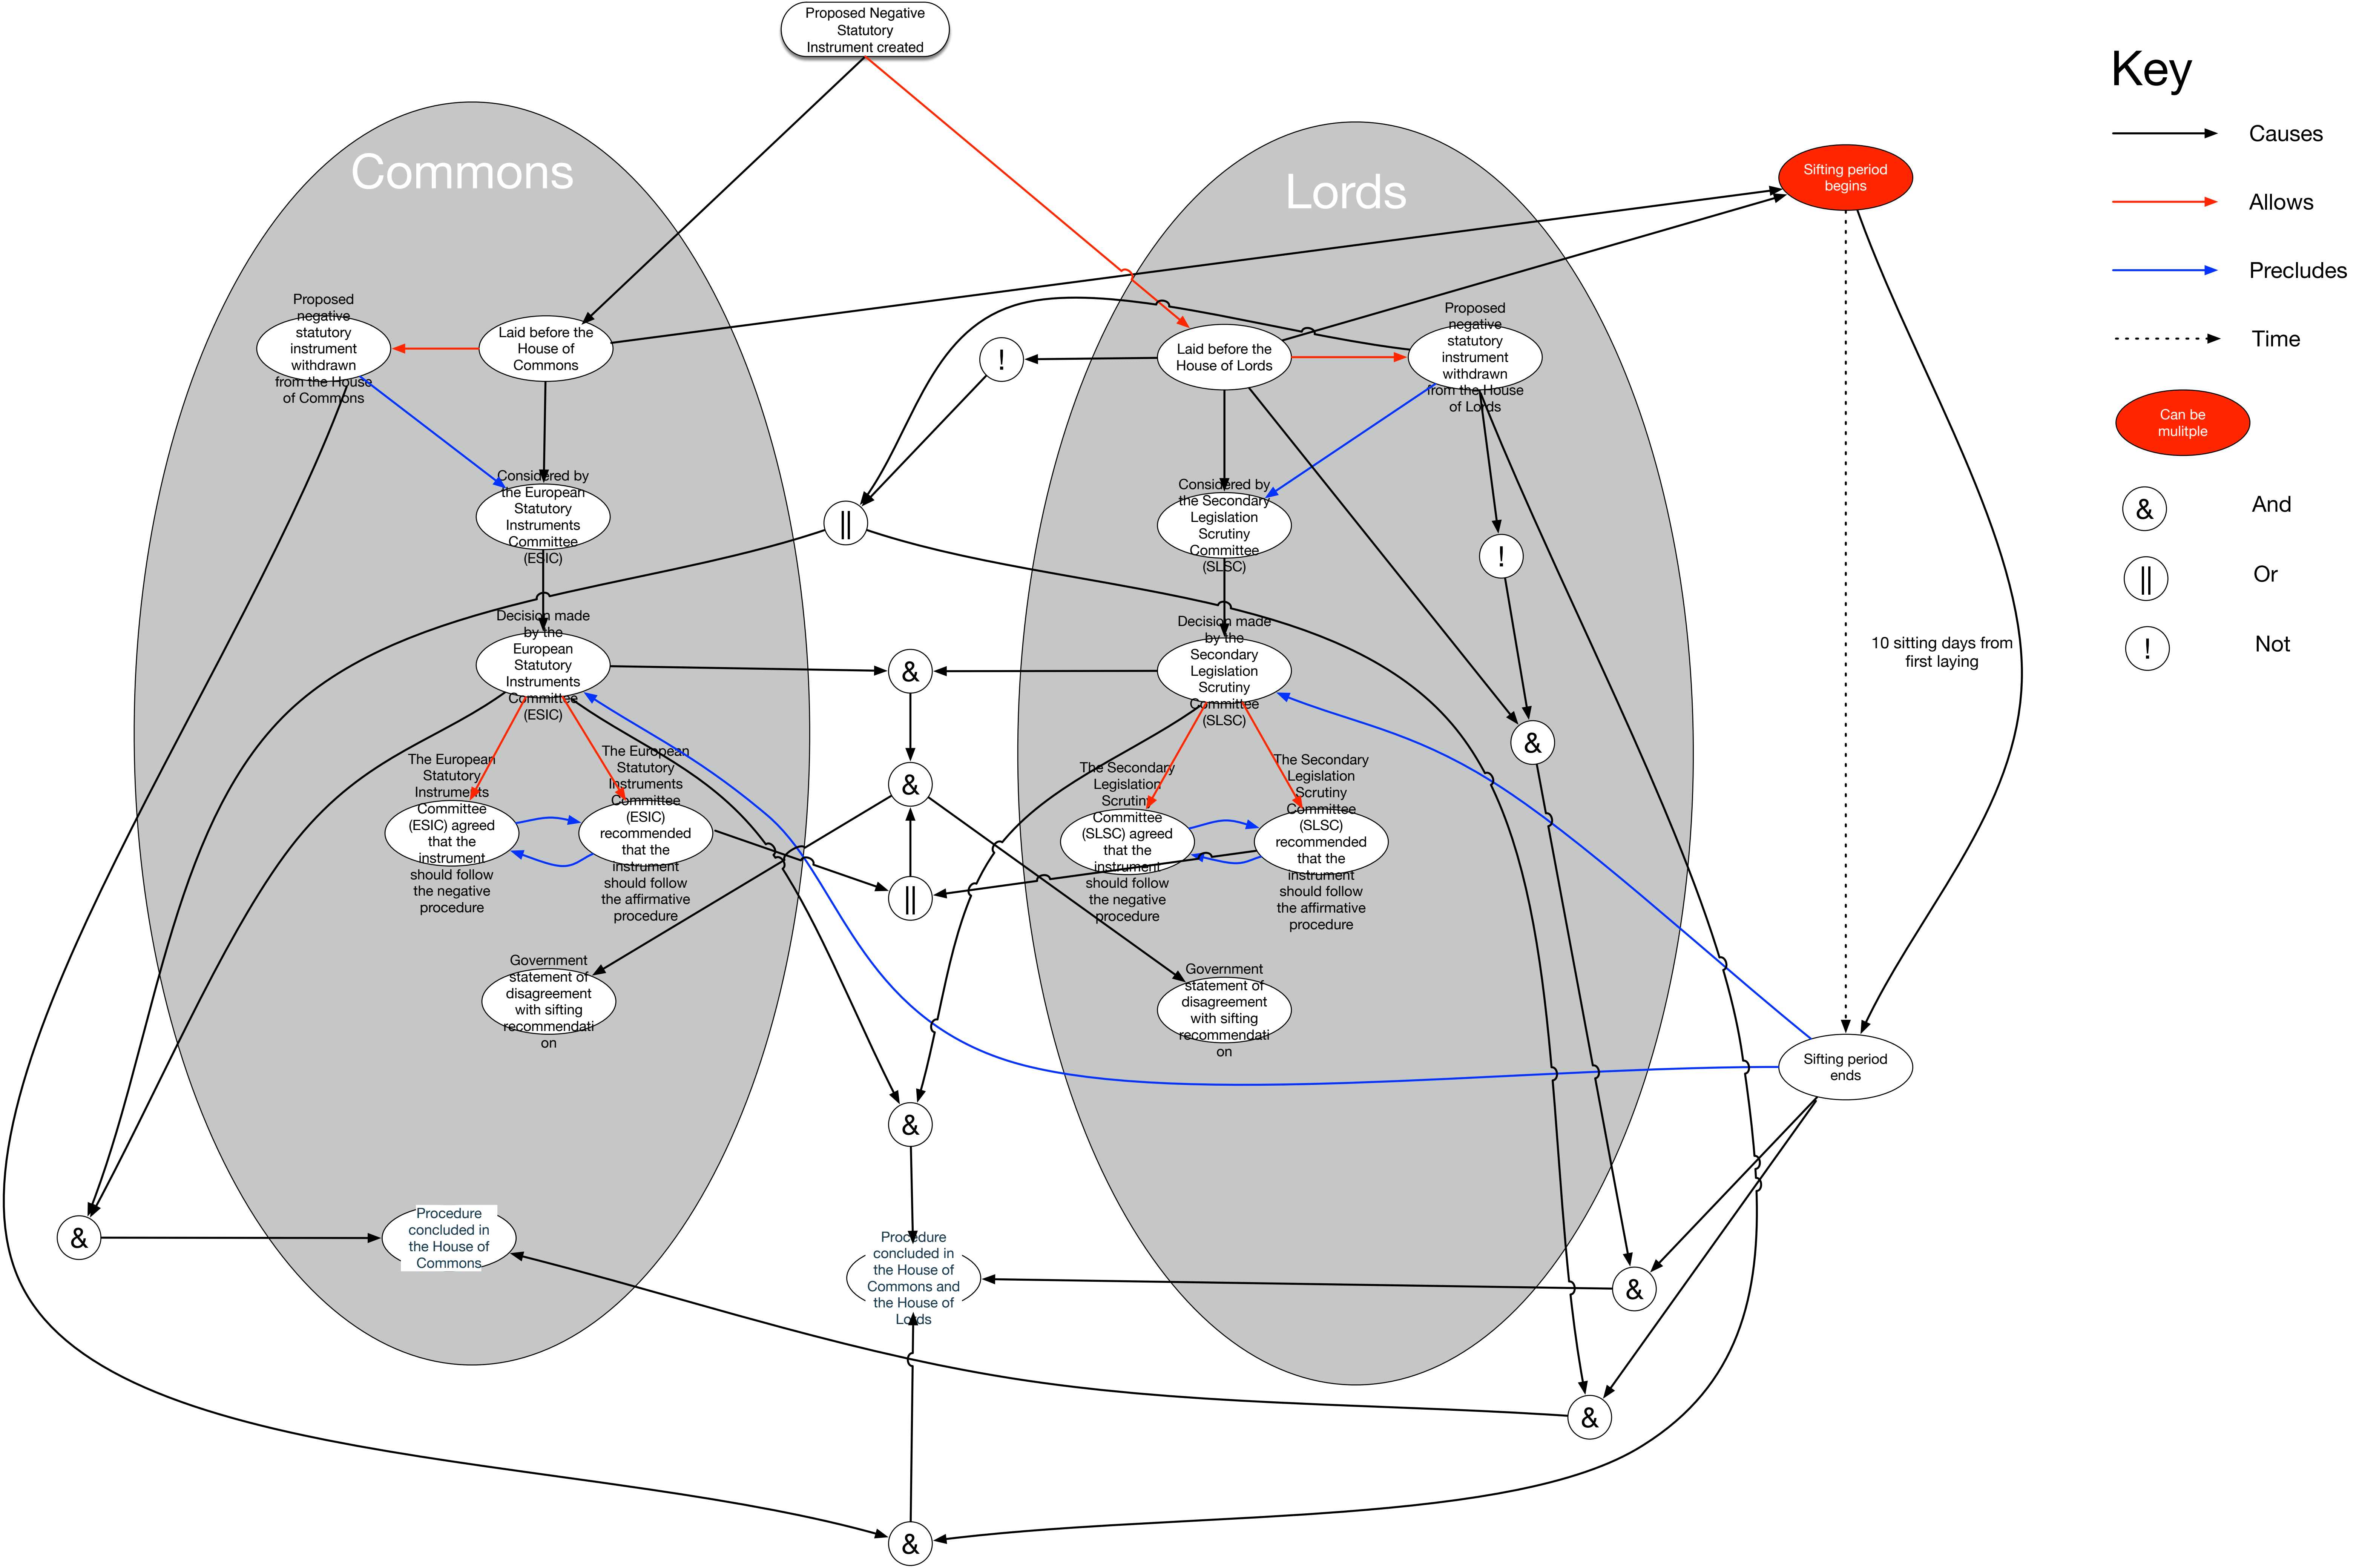 Proposed Negative
Statutory
Instrument created
Key
Causes
Allows
Precludes
Time
Can be
mulitple
&
And
||
Or
!
Not
Commons
Lords
Sifting period
begins
Proposed
negative
statutory
instrument
withdrawn
from the House
of Commons
Laid before the
House of
Commons
!
Laid before the
House of Lords
Proposed
negative
statutory
instrument
withdrawn
from the House
of Lords
Considered by
the European
Statutory
Instruments
Committee
(ESIC)
||
Considered by
the Secondary
Legislation
Scrutiny
Committee
(SLSC)
!
Decision made
by the
European
Statutory
Instruments
Committee
(ESIC)
&
Decision made
by the
Secondary
Legislation
Scrutiny
Committee
(SLSC)
10 sitting days from
first laying
&
The European
Statutory
Instruments
Committee
(ESIC) agreed
that the
instrument
should follow
the negative
procedure
The European
Statutory
Instruments
Committee
(ESIC)
recommended
that the
instrument
should follow
the affirmative
procedure
&
||
The Secondary
Legislation
Scrutiny
Committee
(SLSC) agreed
that the
instrument
should follow
the negative
procedure
The Secondary
Legislation
Scrutiny
Committee
(SLSC)
recommended
that the
instrument
should follow
the affirmative
procedure
Government
statement of
disagreement
with sifting
recommendati
on
Government
statement of
disagreement
with sifting
recommendati
on
Sifting period
ends
&
&
Procedure
concluded in
the House of
Commons
Procedure
concluded in
the House of
Commons and
the House of
Lords
&
&
&